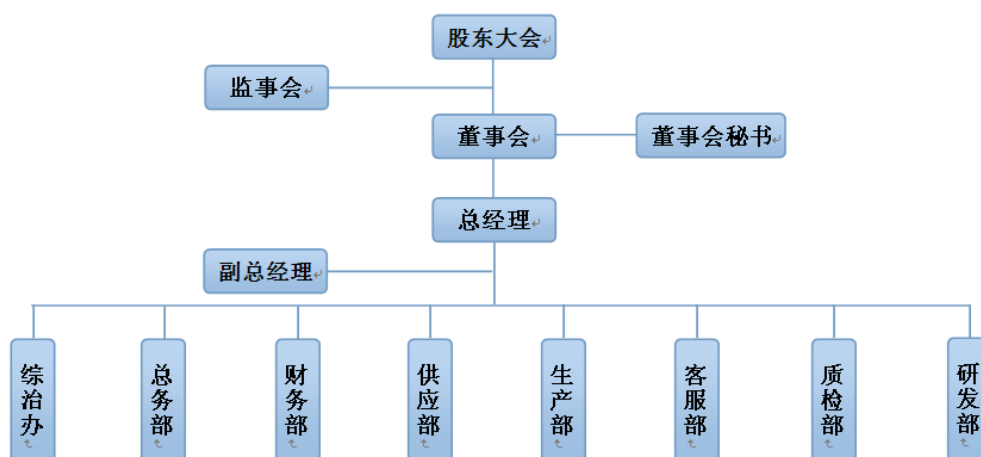 股东大会
监事会
董事会
董事会秘书
总经理
副总经理
综治办
总务部
财务部
供应部
生产部
客服部
质检部
研发部